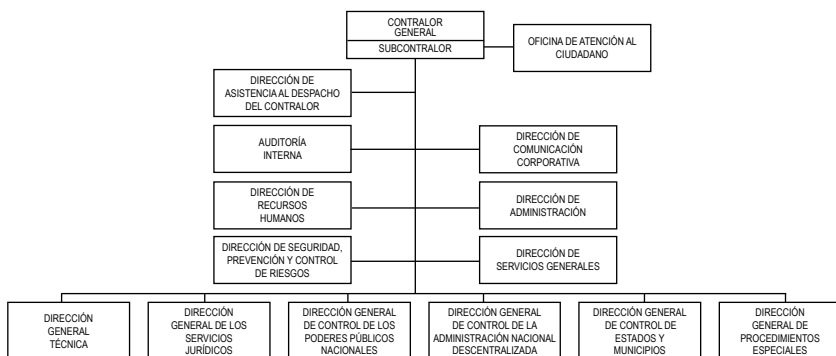 CONTRALOR
GENERAL
SUBCONTRALOR
OFICINA DE ATENCIÓN AL
CIUDADANO
DIRECCIÓN DE
ASISTENCIA AL DESPACHO
DEL CONTRALOR
AUDITORÍA
INTERNA
DIRECCIÓN DE
COMUNICACIÓN
CORPORATIVA
DIRECCIÓN DE
RECURSOS
HUMANOS
DIRECCIÓN DE
ADMINISTRACIÓN
DIRECCIÓN DE SEGURIDAD,
PREVENCIÓN Y CONTROL
DE RIESGOS
DIRECCIÓN DE
SERVICIOS GENERALES
DIRECCIÓN
GENERAL
TÉCNICA
DIRECCIÓN
GENERAL DE LOS
SERVICIOS
JURÍDICOS
DIRECCIÓN GENERAL
DE CONTROL DE LOS
PODERES PÚBLICOS
NACIONALES
DIRECCIÓN GENERAL
DE CONTROL DE LA
ADMINISTRACIÓN NACIONAL
DESCENTRALIZADA
DIRECCIÓN GENERAL
DE CONTROL DE
ESTADOS Y
MUNICIPIOS
DIRECCIÓN
GENERAL DE
PROCEDIMIENTOS
ESPECIALES